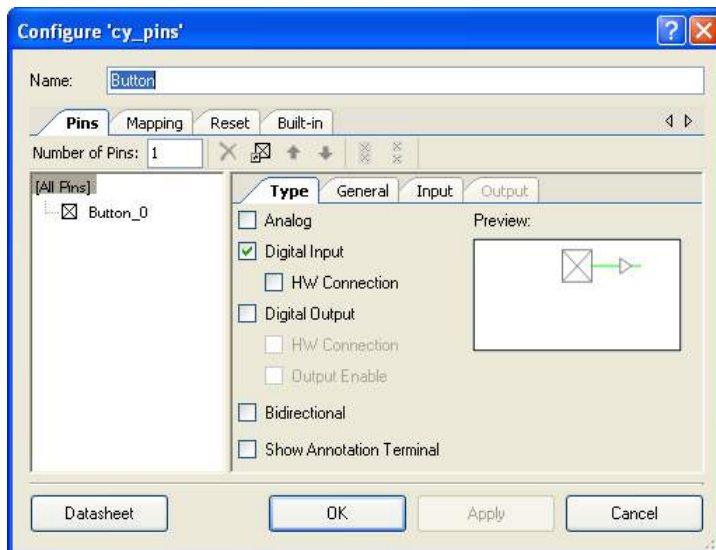 Configure 'cy_pins'
Name: Button
Pins Mapping Reset Built-in
Number of Pins: 1
[All Pins]
Button_0
Type General Input Output
Analog
Preview:
Digital Input
HW Connection
Digital Output
HW Connection
Output Enable
Bidirectional
Show Annotation Terminal
Datasheet OK Apply Cancel